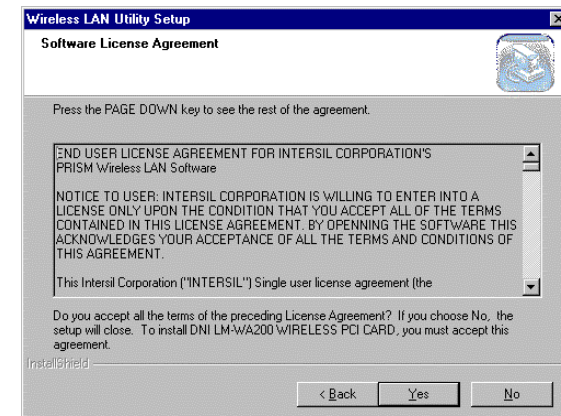 Wireless LAN Utility Setup
Software License Agreement
Press the PAGE DOWN key to see the rest of the agreement.
END USER LICENSE AGREEMENT FOR INTERSIL CORPORATION'S
PRISM Wireless LAN Software
NOTICE TO USER: INTERSIL CORPORATION IS WILLING TO ENTER INTO A
LICENSE ONLY UPON THE CONDITION THAT YOU ACCEPT ALL OF THE TERMS
CONTAINED IN THIS LICENSE AGREEMENT. BY OPENNING THE SOFTWARE THIS
ACKNOWLEDGES YOUR ACCEPTANCE OF ALL THE TERMS AND CONDITIONS OF
THIS AGREEMENT.
This Intersil Corporation ("INTERSIL") Single user license agreement (the
Do you accept all the terms of the preceding License Agreement? If you choose No, the
setup will close. To install DNI LM-WA200 WIRELESS PCI CARD, you must accept this
agreement.
InstallShield
< Back Yes No